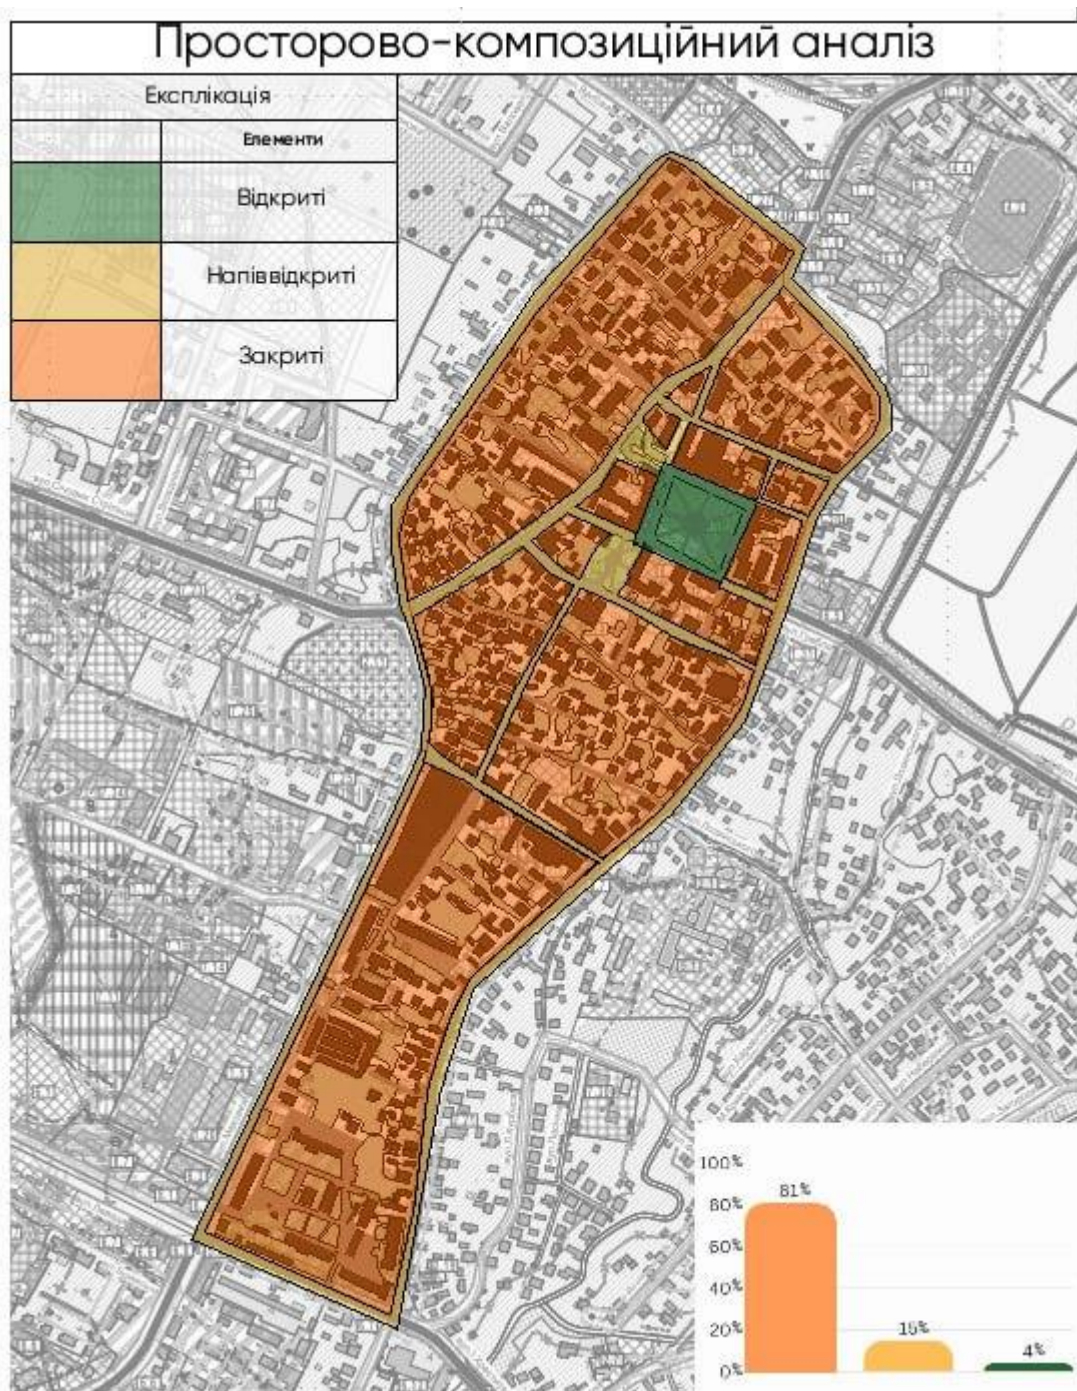 Просторово-композиційний аналіз
Експлікація
Елементи
Відкриті
Напіввідкриті
Закриті
100%
80%
60%
40%
20%
0%
81%
15%
4%